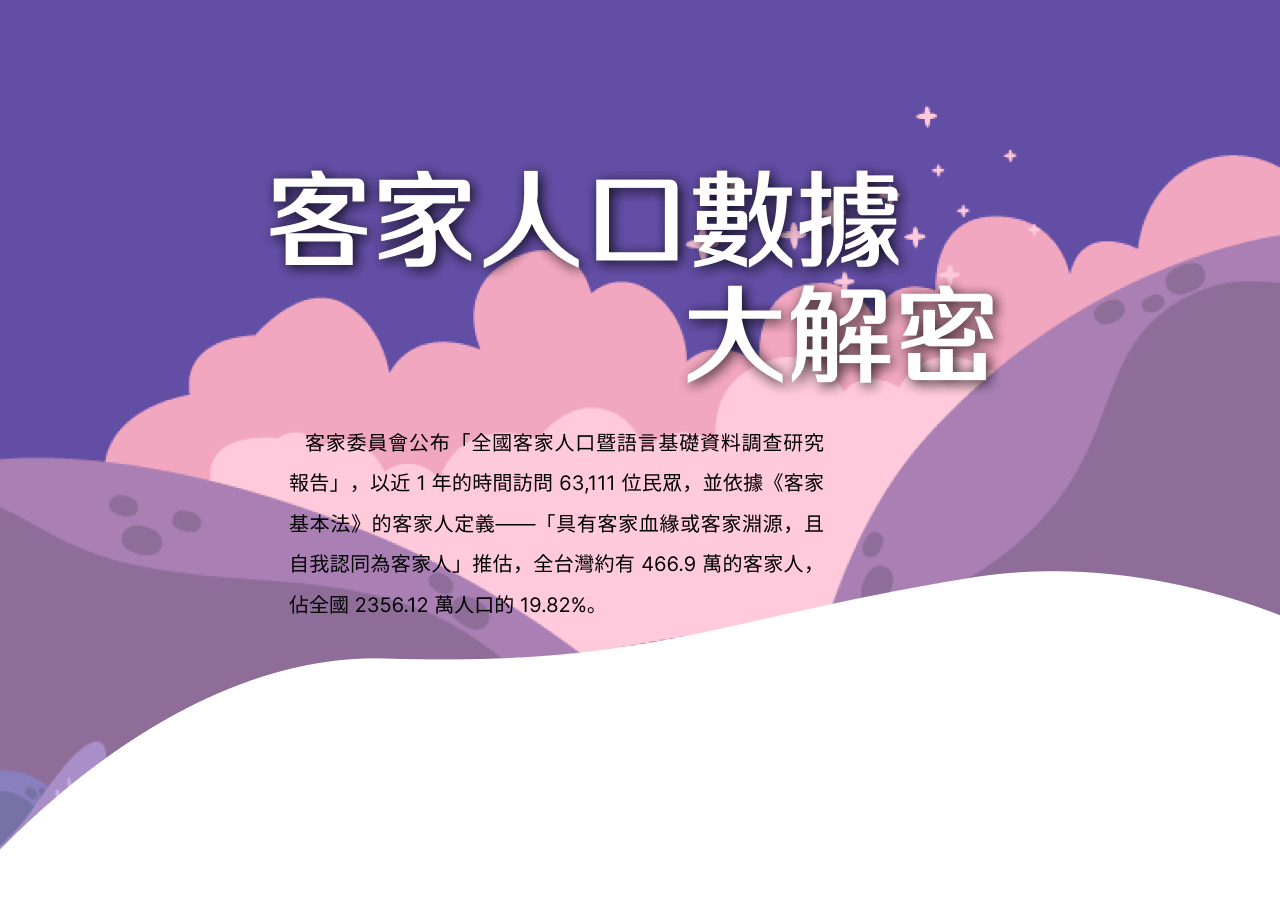 客家人口數據
大解密
客家委員會公布「全國客家人口暨語言基礎資料調查研究
報告」，以近 1 年的時間訪問 63,111 位民眾，並依據《客家
基本法》的客家人定義——「具有客家血緣或客家淵源，且
自我認同為客家人」推估，全台灣約有 466.9 萬的客家人，
佔全國 2356.12 萬人口的 19.82%。